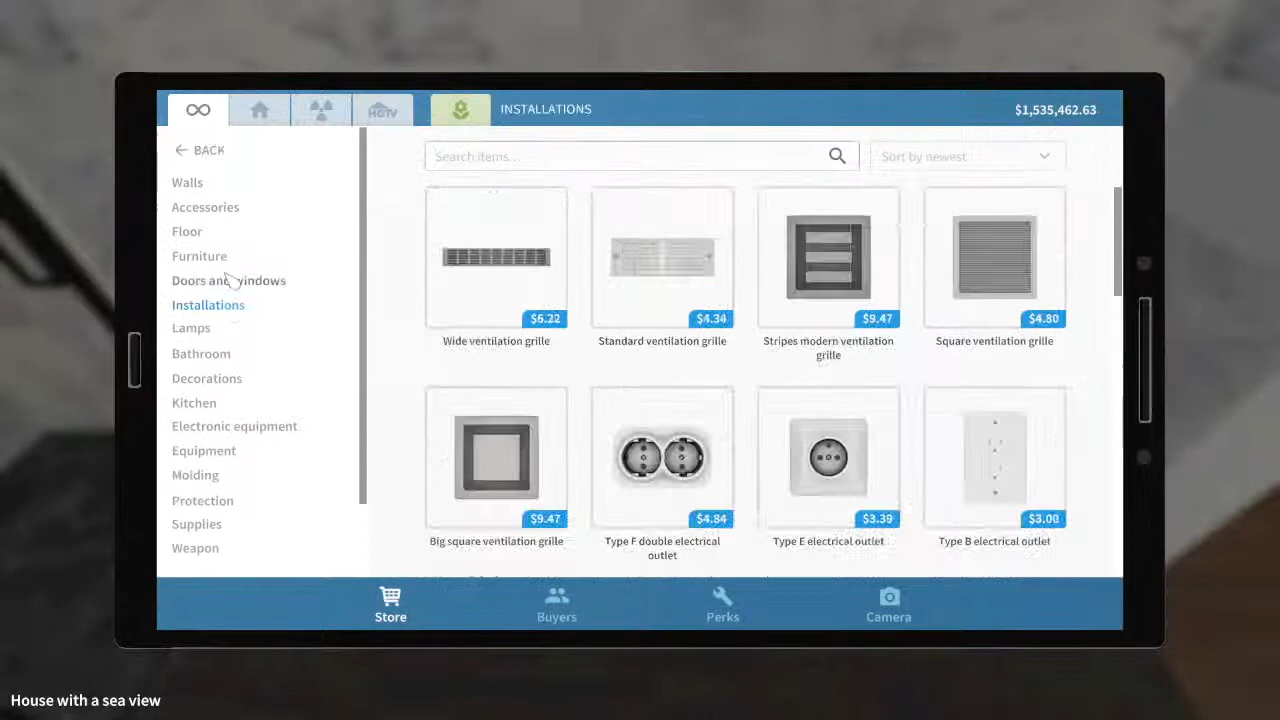 HGTV
INSTALLATIONS
$1,535,462.63
BACK
Search items...
Sort by newest
Walls
Accessories
Floor
Furniture
Doors and windows
Installations
Lamps
Bathroom
Decorations
Kitchen
Electronic equipment
Equipment
Molding
Protection
Supplies
Weapon
$6.22
$4.34
$9.47
$4.80
Wide ventilation grille
Standard ventilation grille
Stripes modern ventilation
grille
Square ventilation grille
$9.47
$4.84
$3.39
$3.00
Big square ventilation grille
Type F double electrical
outlet
Type E electrical outlet
Type B electrical outlet
Store
Buyers
Perks
Camera
House with a sea view